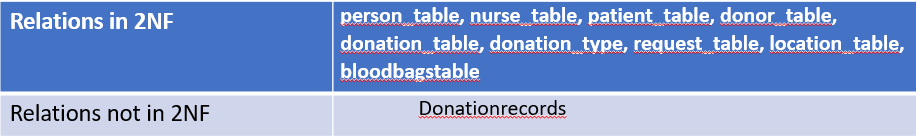 Relations in 2NF
person_table, nurse_table, patient_table, donor_table,
donation_table, donation_type, request_table, location_table,
bloodbagstable
Relations not in 2NF
Donationrecords